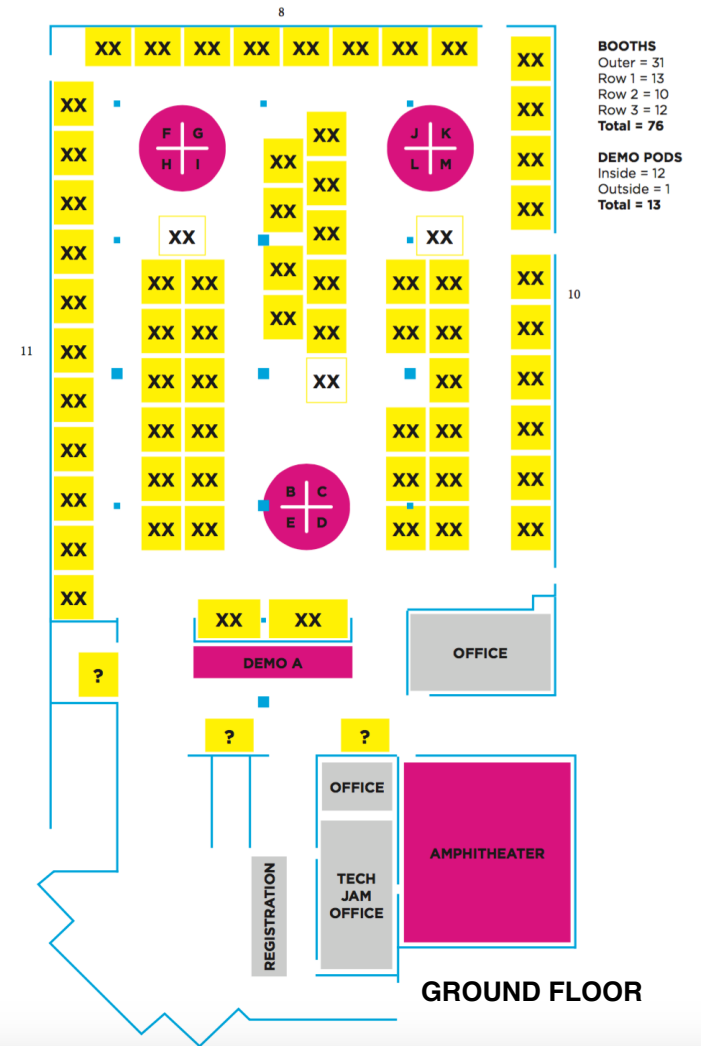 8
XX XX XX XX XX XX XX XX
XX
XX
XX
XX
XX
XX
XX
XX
XX
XX
BOOTHS
Outer = 31
Row 1 = 13
Row 2 = 10
Row 3 = 12
Total = 76
DEMO PODS
Inside = 12
Outside = 1
Total = 13
10
11
XX
XX
XX
XX
XX
XX
XX
XX
XX
XX
XX
F G
H I
XX
XX XX
XX XX
XX XX
XX XX
XX XX
XX XX
XX
XX
XX
XX
XX
XX
XX
XX
XX
XX
J K
L M
XX
XX XX
XX XX
XX
XX XX
XX XX
XX XX
B C
E D
XX XX
DEMO A
OFFICE
?
? ?
OFFICE
TECH
JAM
OFFICE
REGISTRATION
AMPHITHEATER
GROUND FLOOR